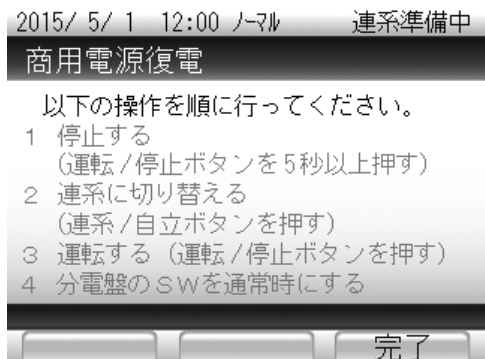 2015/ 5/ 1 12:00 ﾉｰﾏﾙ 連系準備中
商用電源復電
以下の操作を順に行ってください。
1 停止する
(運転/停止ボタンを5秒以上押す)
2 連系に切り替える
(連系/自立ボタンを押す)
3 運転する (運転/停止ボタンを押す)
4 分電盤のSWを通常時にする
完了